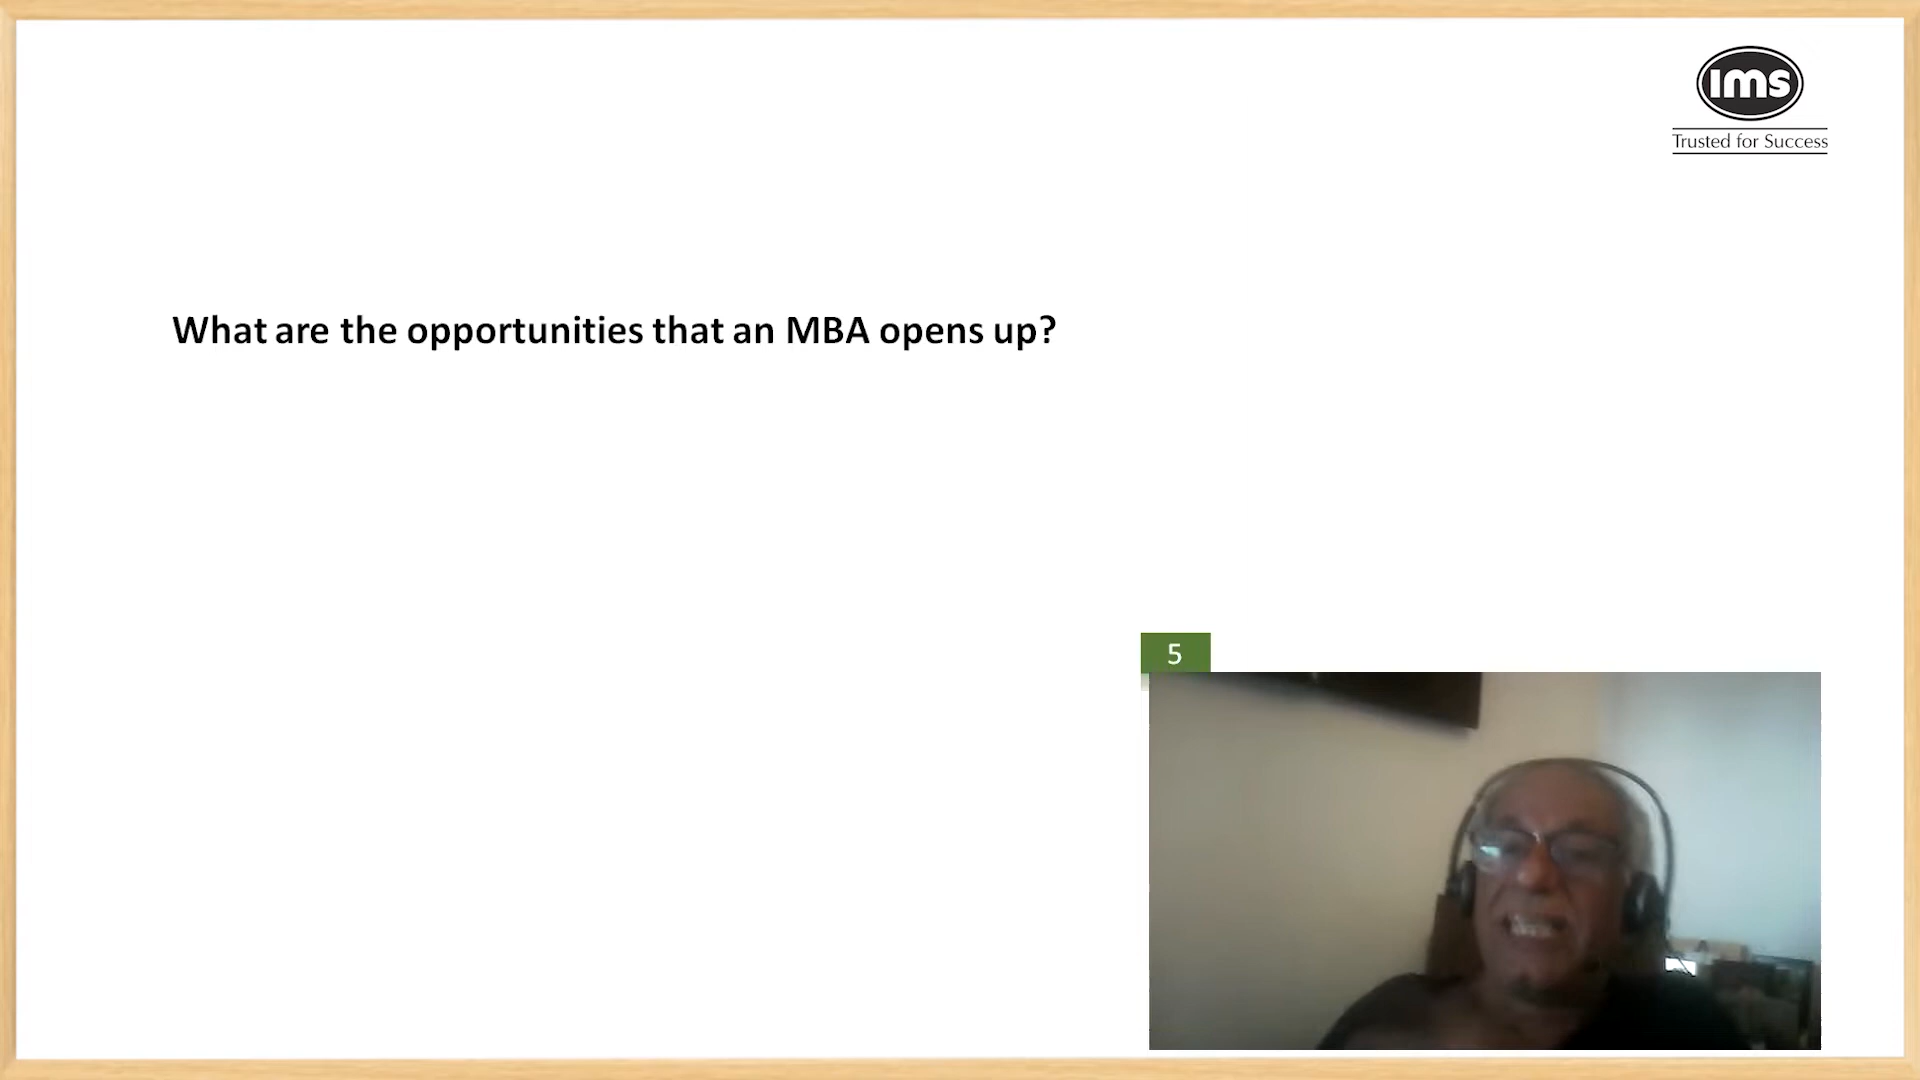 ims
Trusted for Success
What are the opportunities that an MBA opens up?
5